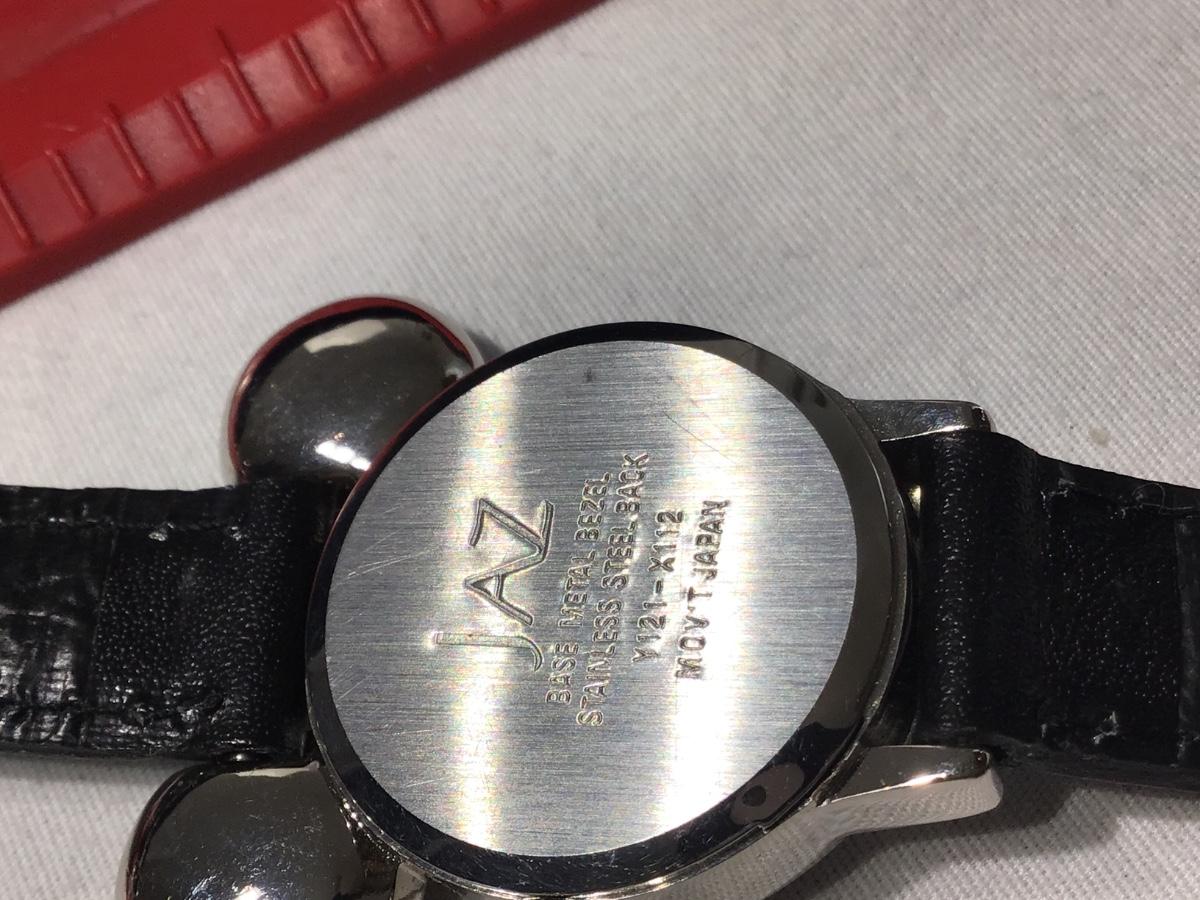 JAZ
BASE METAL BEZEL
STAINLESS STEEL BACK
Y121-X112
MOV'T JAPAN